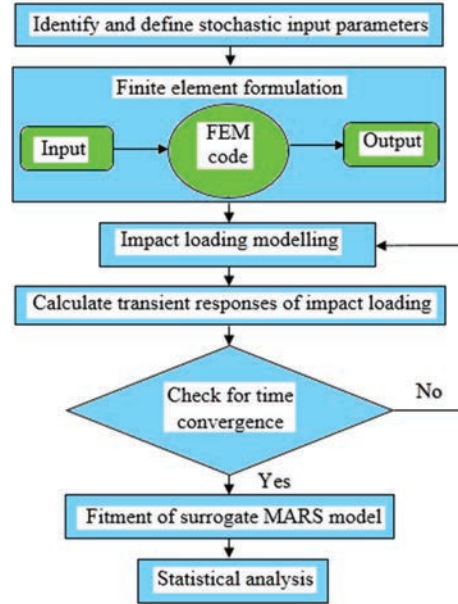 Identify and define stochastic input parameters
Finite element formulation
Input
FEM
code
Output
Impact loading modelling
Calculate transient responses of impact loading
Check for time
convergence
No
Yes
Fitment of surrogate MARS model
Statistical analysis